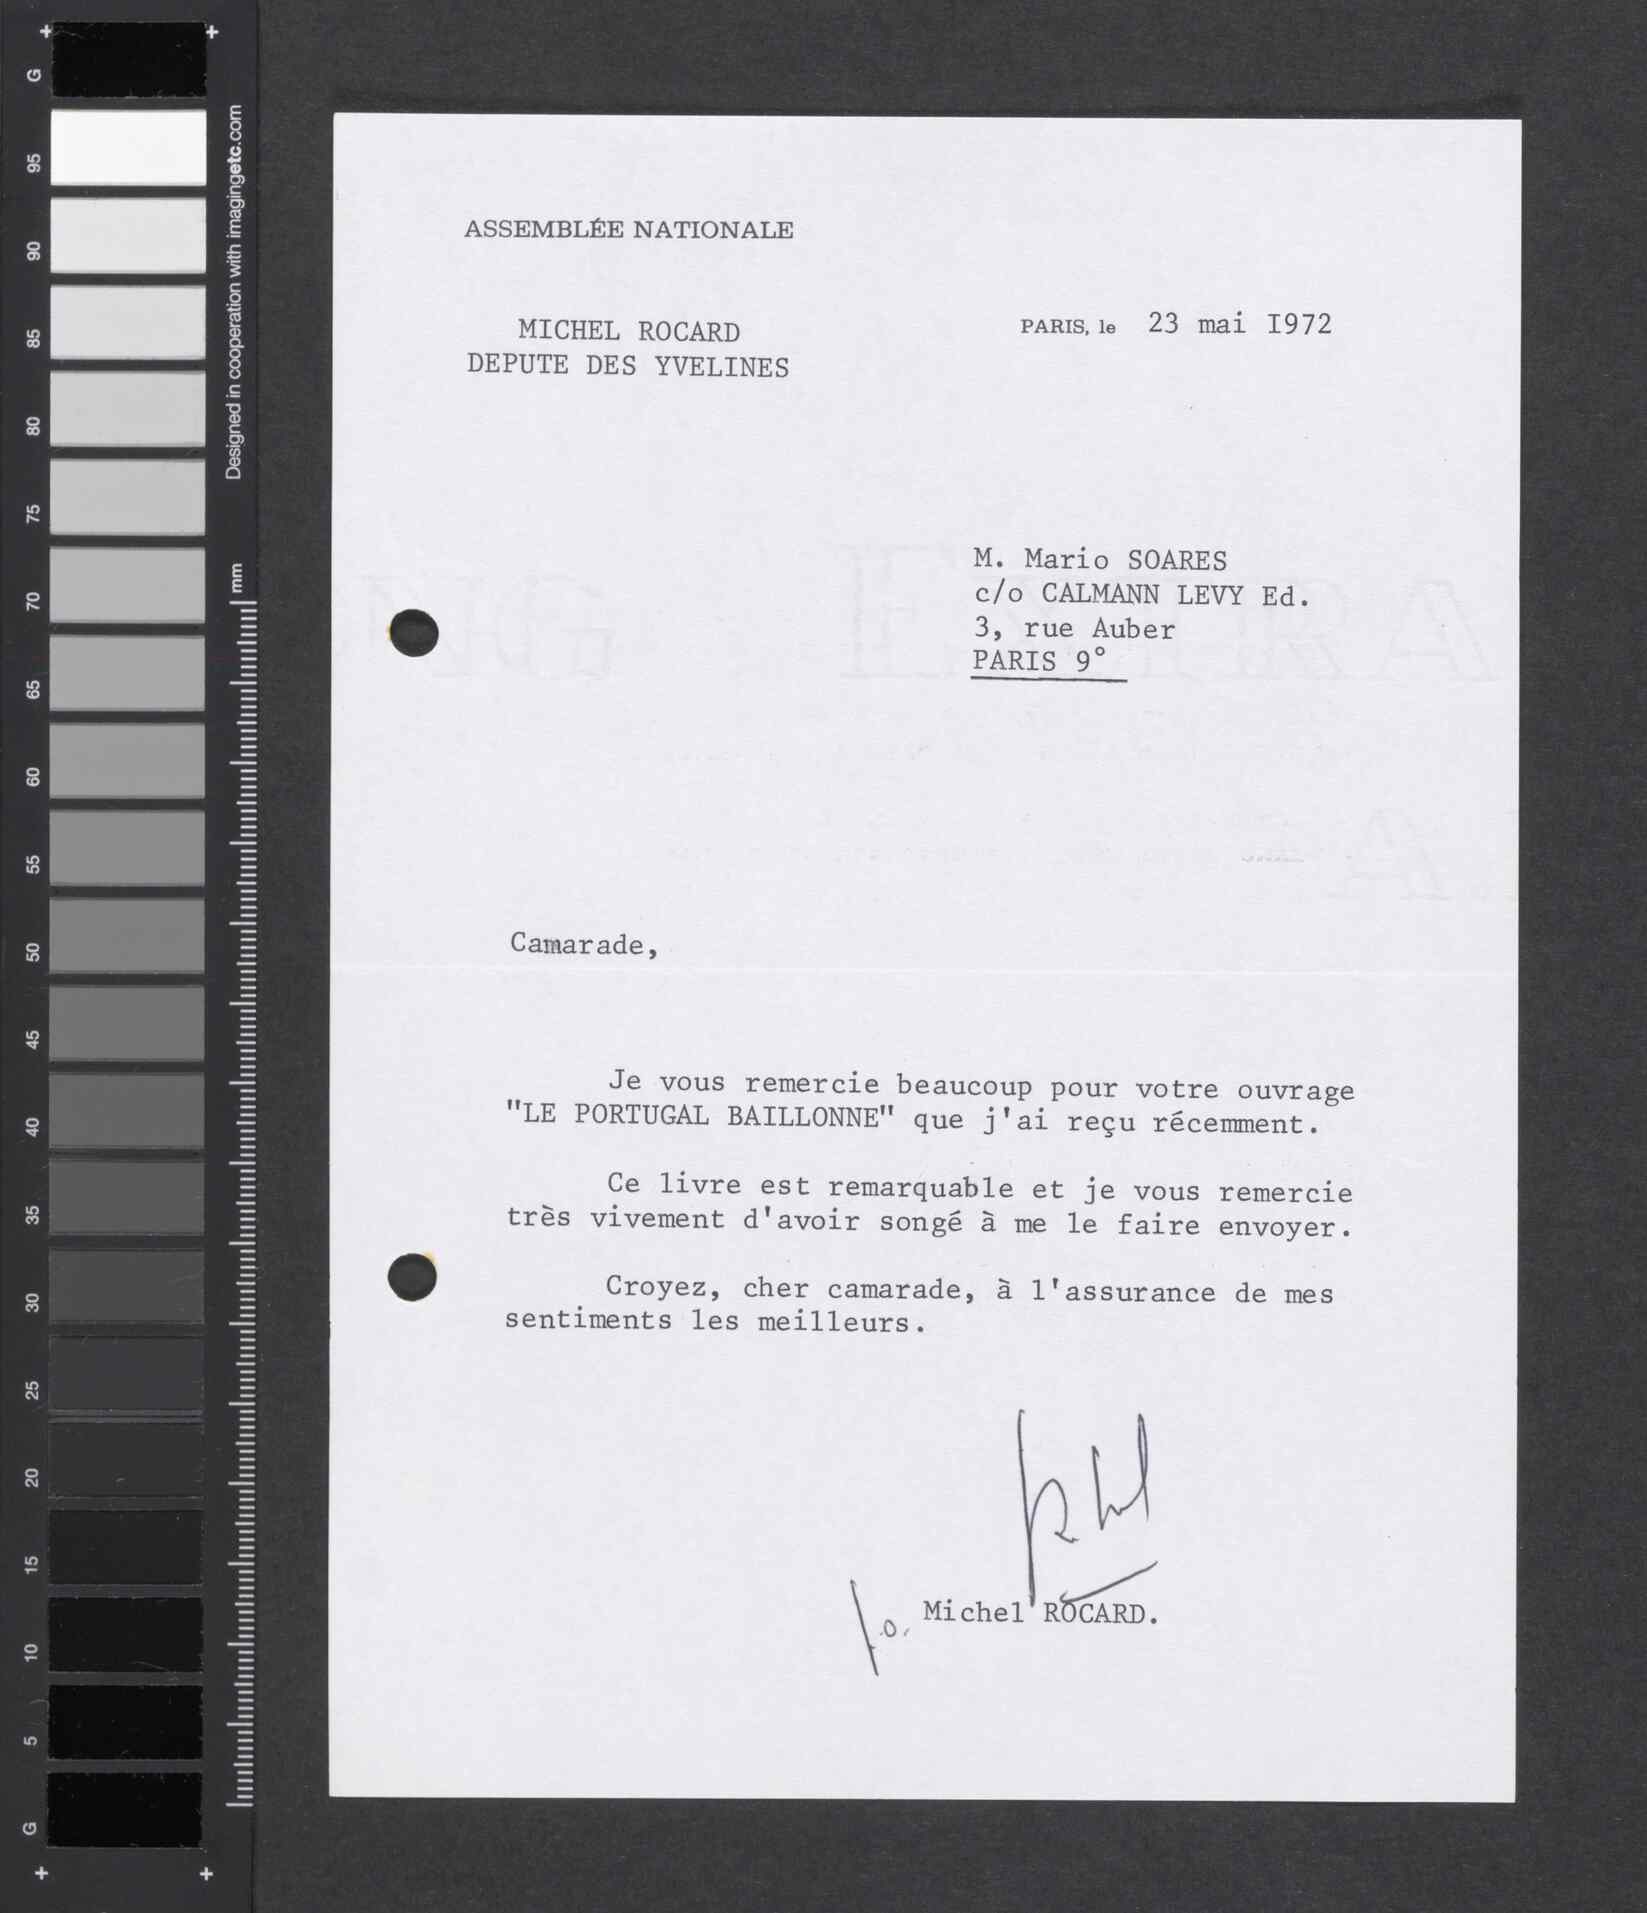 ASSEMBLÉE NATIONALE
MICHEL ROCARD
DEPUTE DES YVELINES
PARIS, le 23 mai I972
M. Mario SOARES
c/o CALMANN LEVY Ed.
3, rue Auber
PARIS 9°
Camarade,
Je vous remercie beaucoup pour votre ouvrage
"LE PORTUGAL BAILLONNE" que j'ai reçu récemment.
Ce livre est remarquable et je vous remercie
très vivement d'avoir songé à me le faire envoyer.
Croyez, cher camarade, à l'assurance de mes
sentiments les meilleurs.
p.o. Michel ROCARD.
G
95
90
85
80
75
70
65
60
55
50
45
40
35
30
25
20
15
10
5
G
Designed in cooperation with imagingetc.com
mm